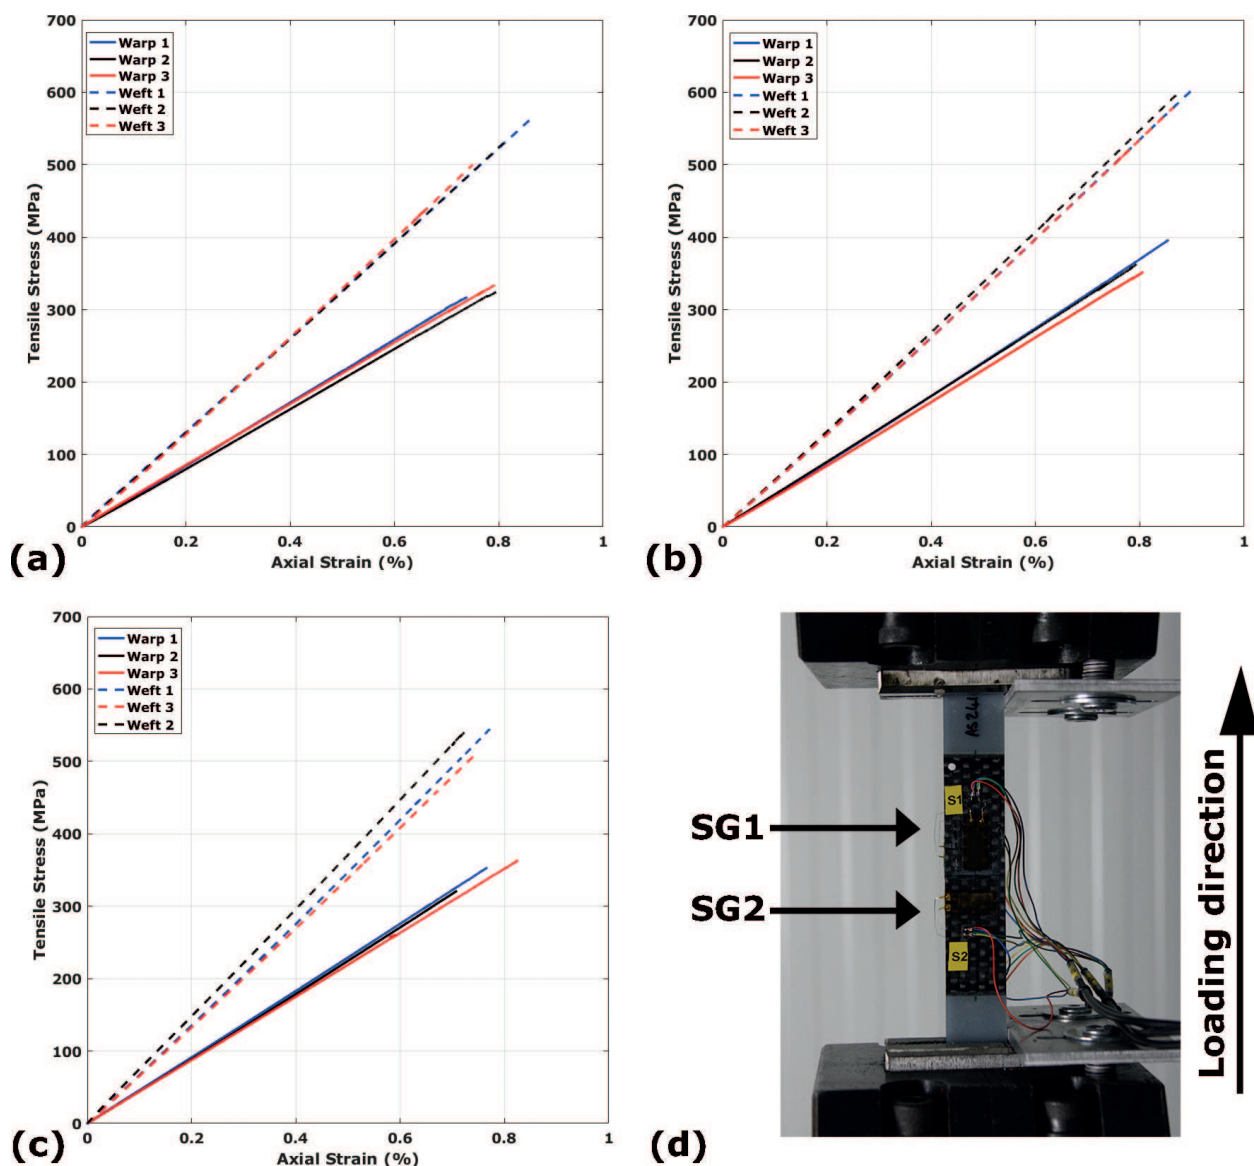 700
600
500
400
300
200
100
0
Tensile Stress (MPa)
Warp 1
Warp 2
Warp 3
Weft 1
Weft 2
Weft 3
0 0.2 0.4 0.6 0.8 1
Axial Strain (%)
(a)
700
600
500
400
300
200
100
0
Tensile Stress (MPa)
Warp 1
Warp 2
Warp 3
Weft 1
Weft 2
Weft 3
0 0.2 0.4 0.6 0.8 1
Axial Strain (%)
(b)
700
600
500
400
300
200
100
0
Tensile Stress (MPa)
Warp 1
Warp 2
Warp 3
Weft 1
Weft 3
Weft 2
0 0.2 0.4 0.6 0.8 1
Axial Strain (%)
(c)
S1
SG1
SG2
S2
Loading direction
(d)